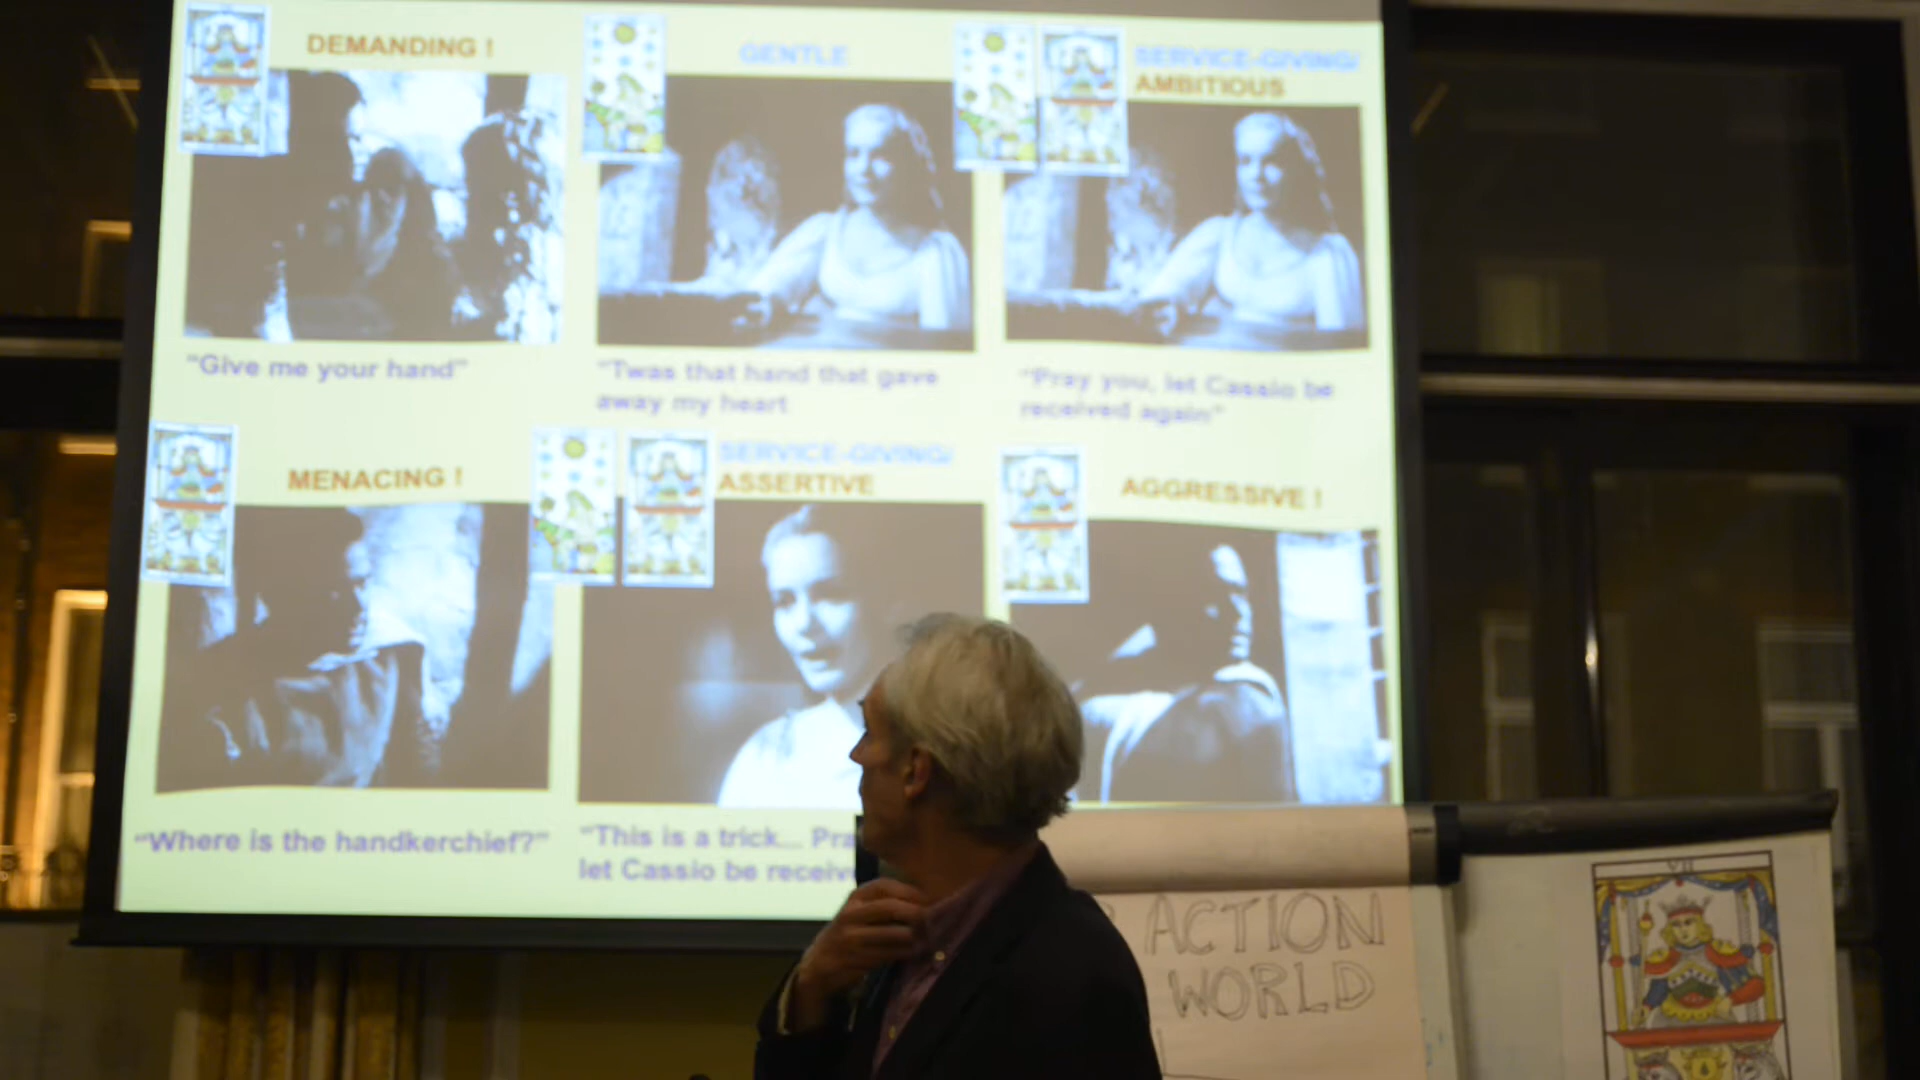 DEMANDING !
GENTLE
SERVICE-GIVING/
AMBITIOUS
"Give me your hand"
"Twas that hand that gave
away my heart
"Pray you, let Cassio be
received again"
MENACING !
SERVICE-GIVING/
ASSERTIVE
AGGRESSIVE !
"Where is the handkerchief?"
"This is a trick... Pra
let Cassio be receiv
ACTION
WORLD
VII